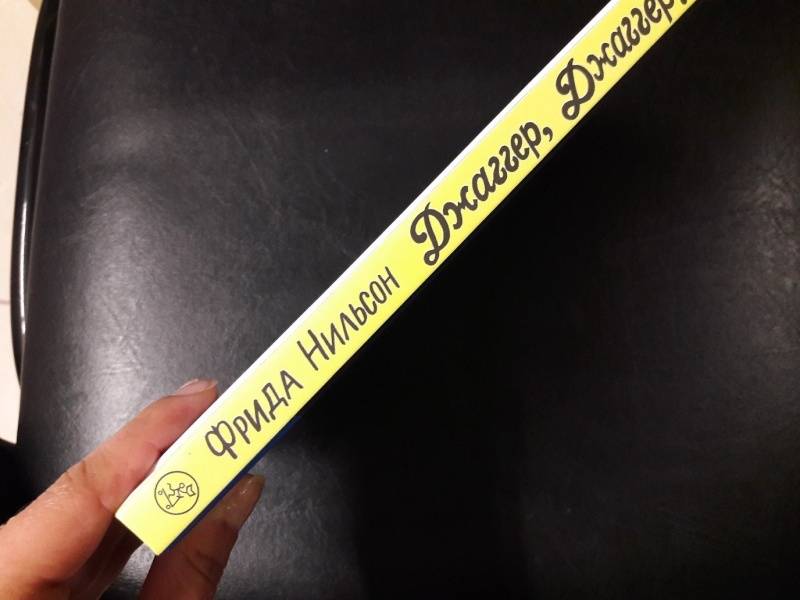 Фрида Нильсон Джаггер, Джаггер